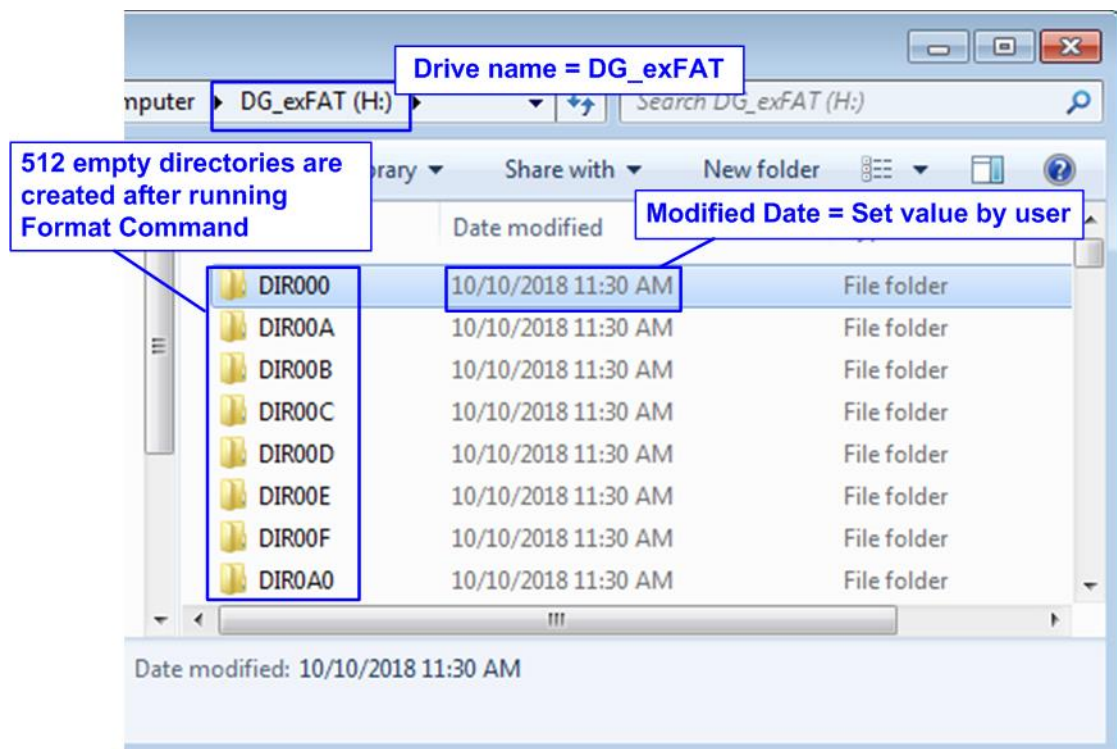 Drive name = DG_exFAT
mputer ▸ DG_exFAT (H:) ▸ Search DG_exFAT (H:)
512 empty directories are
created after running
Format Command
brary Share with New folder
Date modified
Modified Date = Set value by user
DIR000 10/10/2018 11:30 AM File folder
DIR00A 10/10/2018 11:30 AM File folder
DIR00B 10/10/2018 11:30 AM File folder
DIR00C 10/10/2018 11:30 AM File folder
DIR00D 10/10/2018 11:30 AM File folder
DIR00E 10/10/2018 11:30 AM File folder
DIR00F 10/10/2018 11:30 AM File folder
DIR0A0 10/10/2018 11:30 AM File folder
Date modified: 10/10/2018 11:30 AM